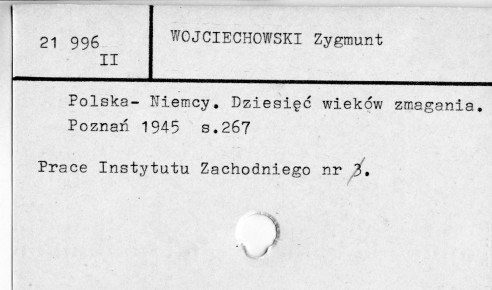 21 996
II
WOJCIECHOWSKI Zygmunt
Polska- Niemcy. Dziesięć wieków zmagania.
Poznań 1945 s.267
Prace Instytutu Zachodniego nr 3.